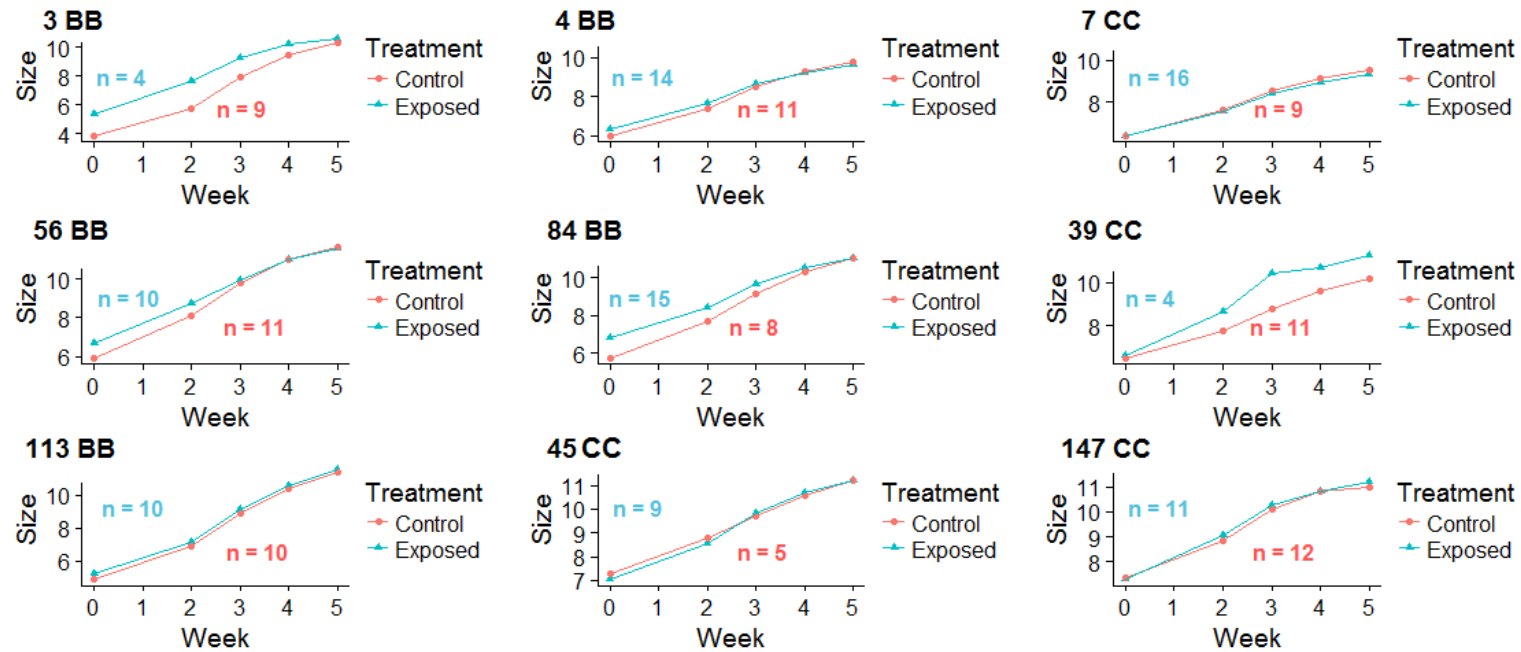 3 BB
Size
10
8
6
4
n = 4
n = 9
0 1 2 3 4 5
Week
Treatment
Control
Exposed
4 BB
Size
10
8
6
n = 14
n = 11
0 1 2 3 4 5
Week
Treatment
Control
Exposed
7 CC
Size
10
8
n = 16
n = 9
0 1 2 3 4 5
Week
Treatment
Control
Exposed
56 BB
Size
10
8
6
n = 10
n = 11
0 1 2 3 4 5
Week
Treatment
Control
Exposed
84 BB
Size
10
8
6
n = 15
n = 8
0 1 2 3 4 5
Week
Treatment
Control
Exposed
39 CC
Size
10
8
n = 4
n = 11
0 1 2 3 4 5
Week
Treatment
Control
Exposed
113 BB
Size
10
8
6
n = 10
n = 10
0 1 2 3 4 5
Week
Treatment
Control
Exposed
45 CC
Size
11
10
9
8
7
n = 9
n = 5
0 1 2 3 4 5
Week
Treatment
Control
Exposed
147 CC
Size
11
10
9
8
n = 11
n = 12
0 1 2 3 4 5
Week
Treatment
Control
Exposed